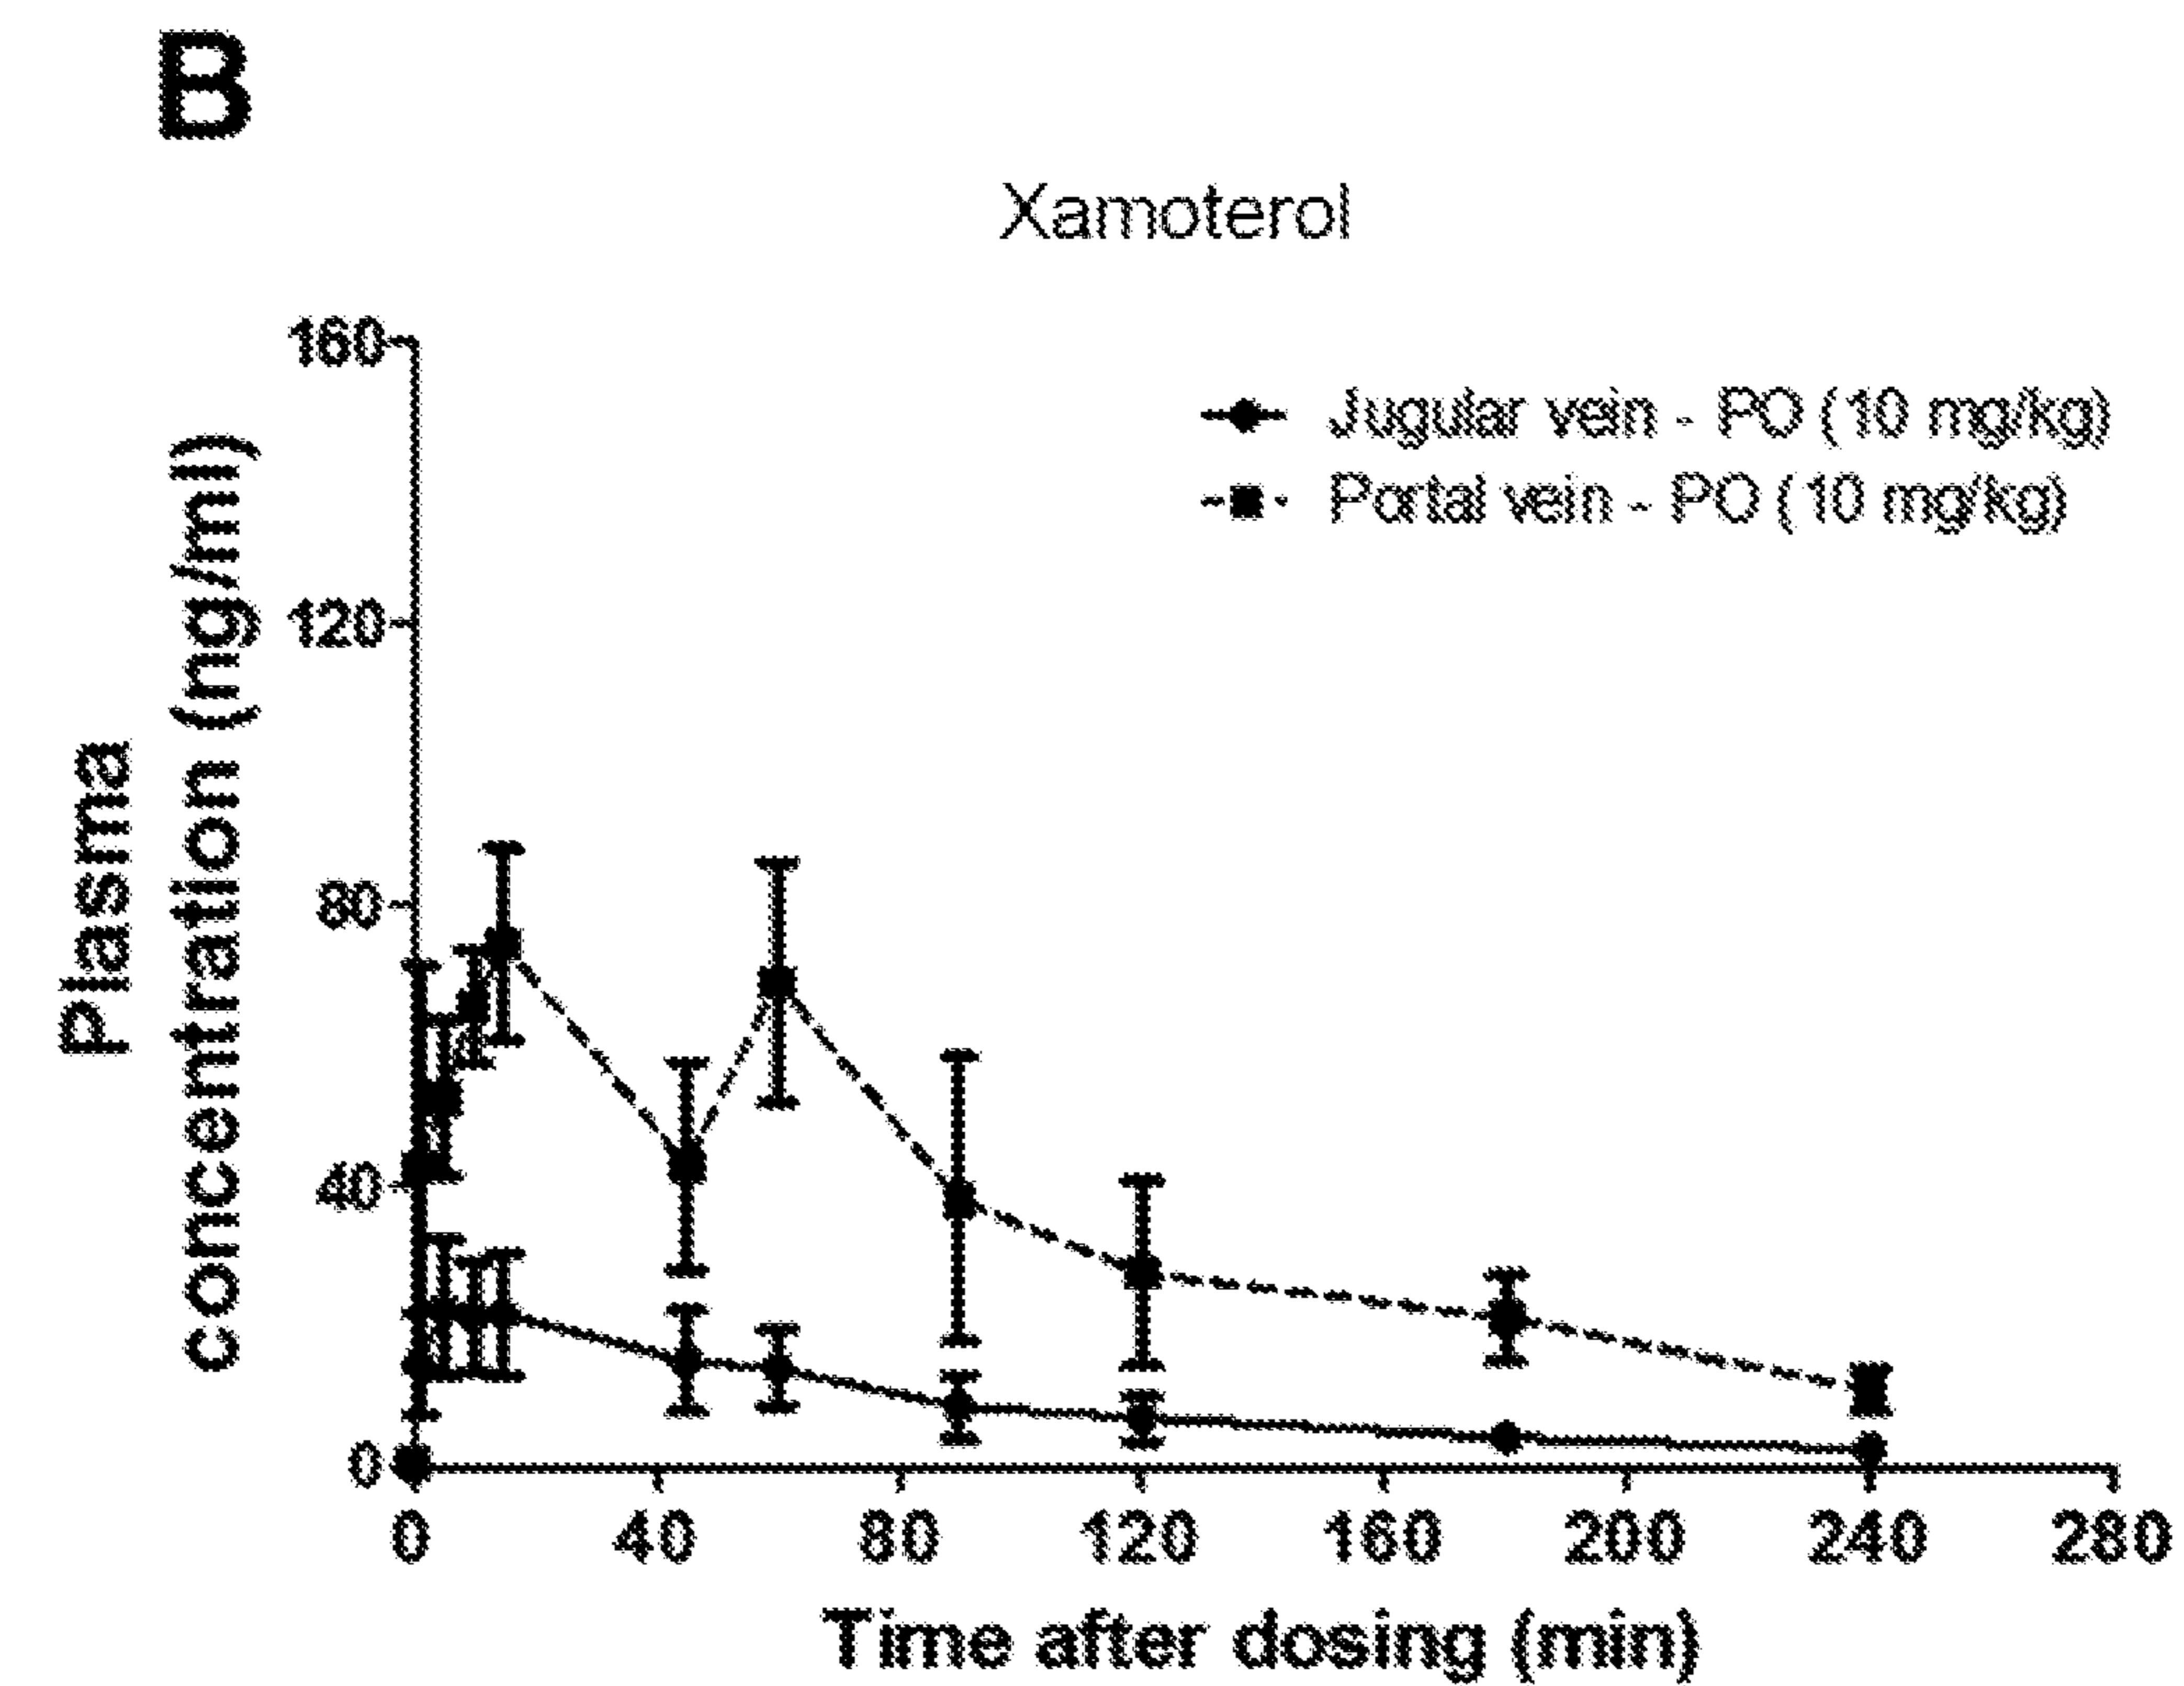 B
Xamoterol
Plasma
concentration (ng/ml)
160
120
80
40
0
Jugular vein - PO (10 mg/kg)
Portal vein - PO (10 mg/kg)
0 40 80 120 160 200 240 280
Time after dosing (min)